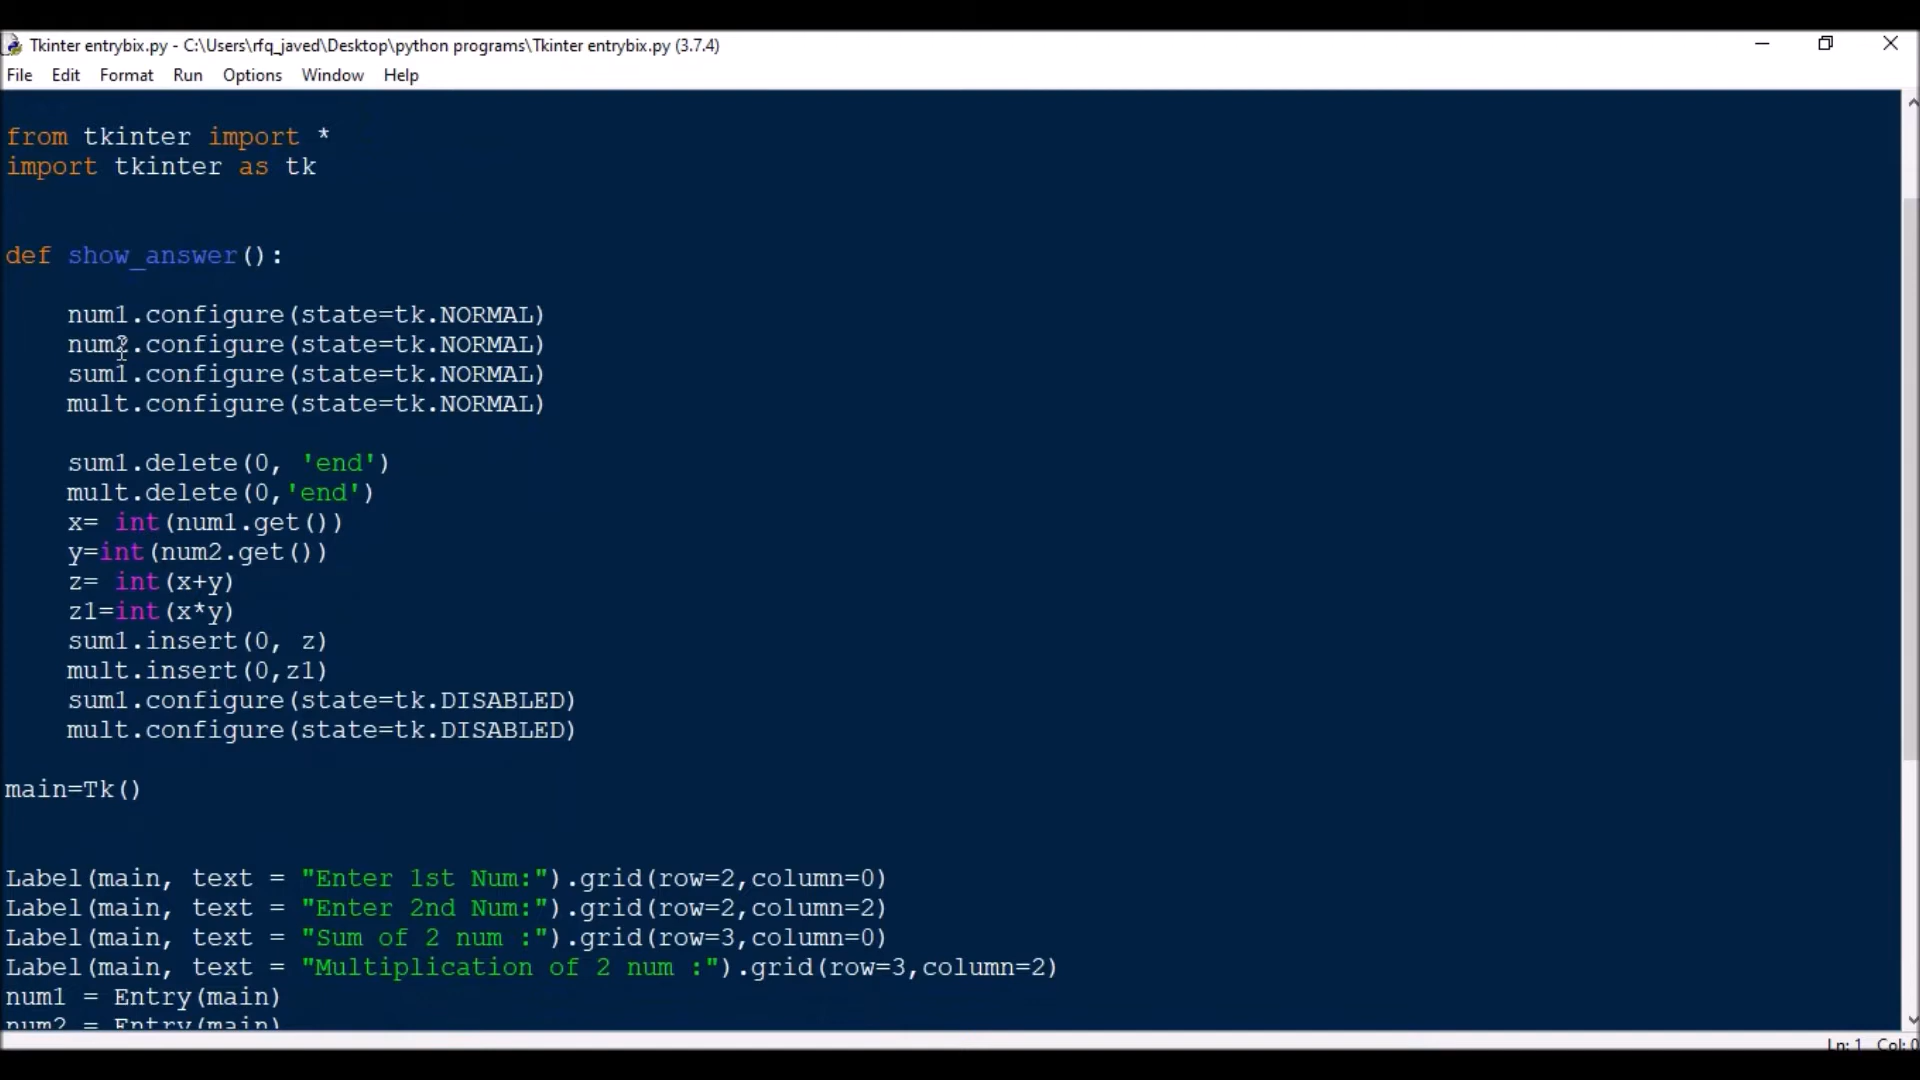 Tkinter entrybix.py - C:\Users\rfq_javed\Desktop\python programs\Tkinter entrybix.py (3.7.4)
File Edit Format Run Options Window Help
from tkinter import *
import tkinter as tk
def show_answer():
num1.configure(state=tk.NORMAL)
num2.configure(state=tk.NORMAL)
sum1.configure(state=tk.NORMAL)
mult.configure(state=tk.NORMAL)
sum1.delete(0, 'end')
mult.delete(0,'end')
x= int(num1.get())
y=int(num2.get())
z= int(x+y)
z1=int(x*y)
sum1.insert(0, z)
mult.insert(0,z1)
sum1.configure(state=tk.DISABLED)
mult.configure(state=tk.DISABLED)
main=Tk()
Label(main, text = "Enter 1st Num:").grid(row=2,column=0)
Label(main, text = "Enter 2nd Num:").grid(row=2,column=2)
Label(main, text = "Sum of 2 num :").grid(row=3,column=0)
Label(main, text = "Multiplication of 2 num :").grid(row=3,column=2)
num1 = Entry(main)
num2 = Entry(main)
Ln: 1 Col: 0